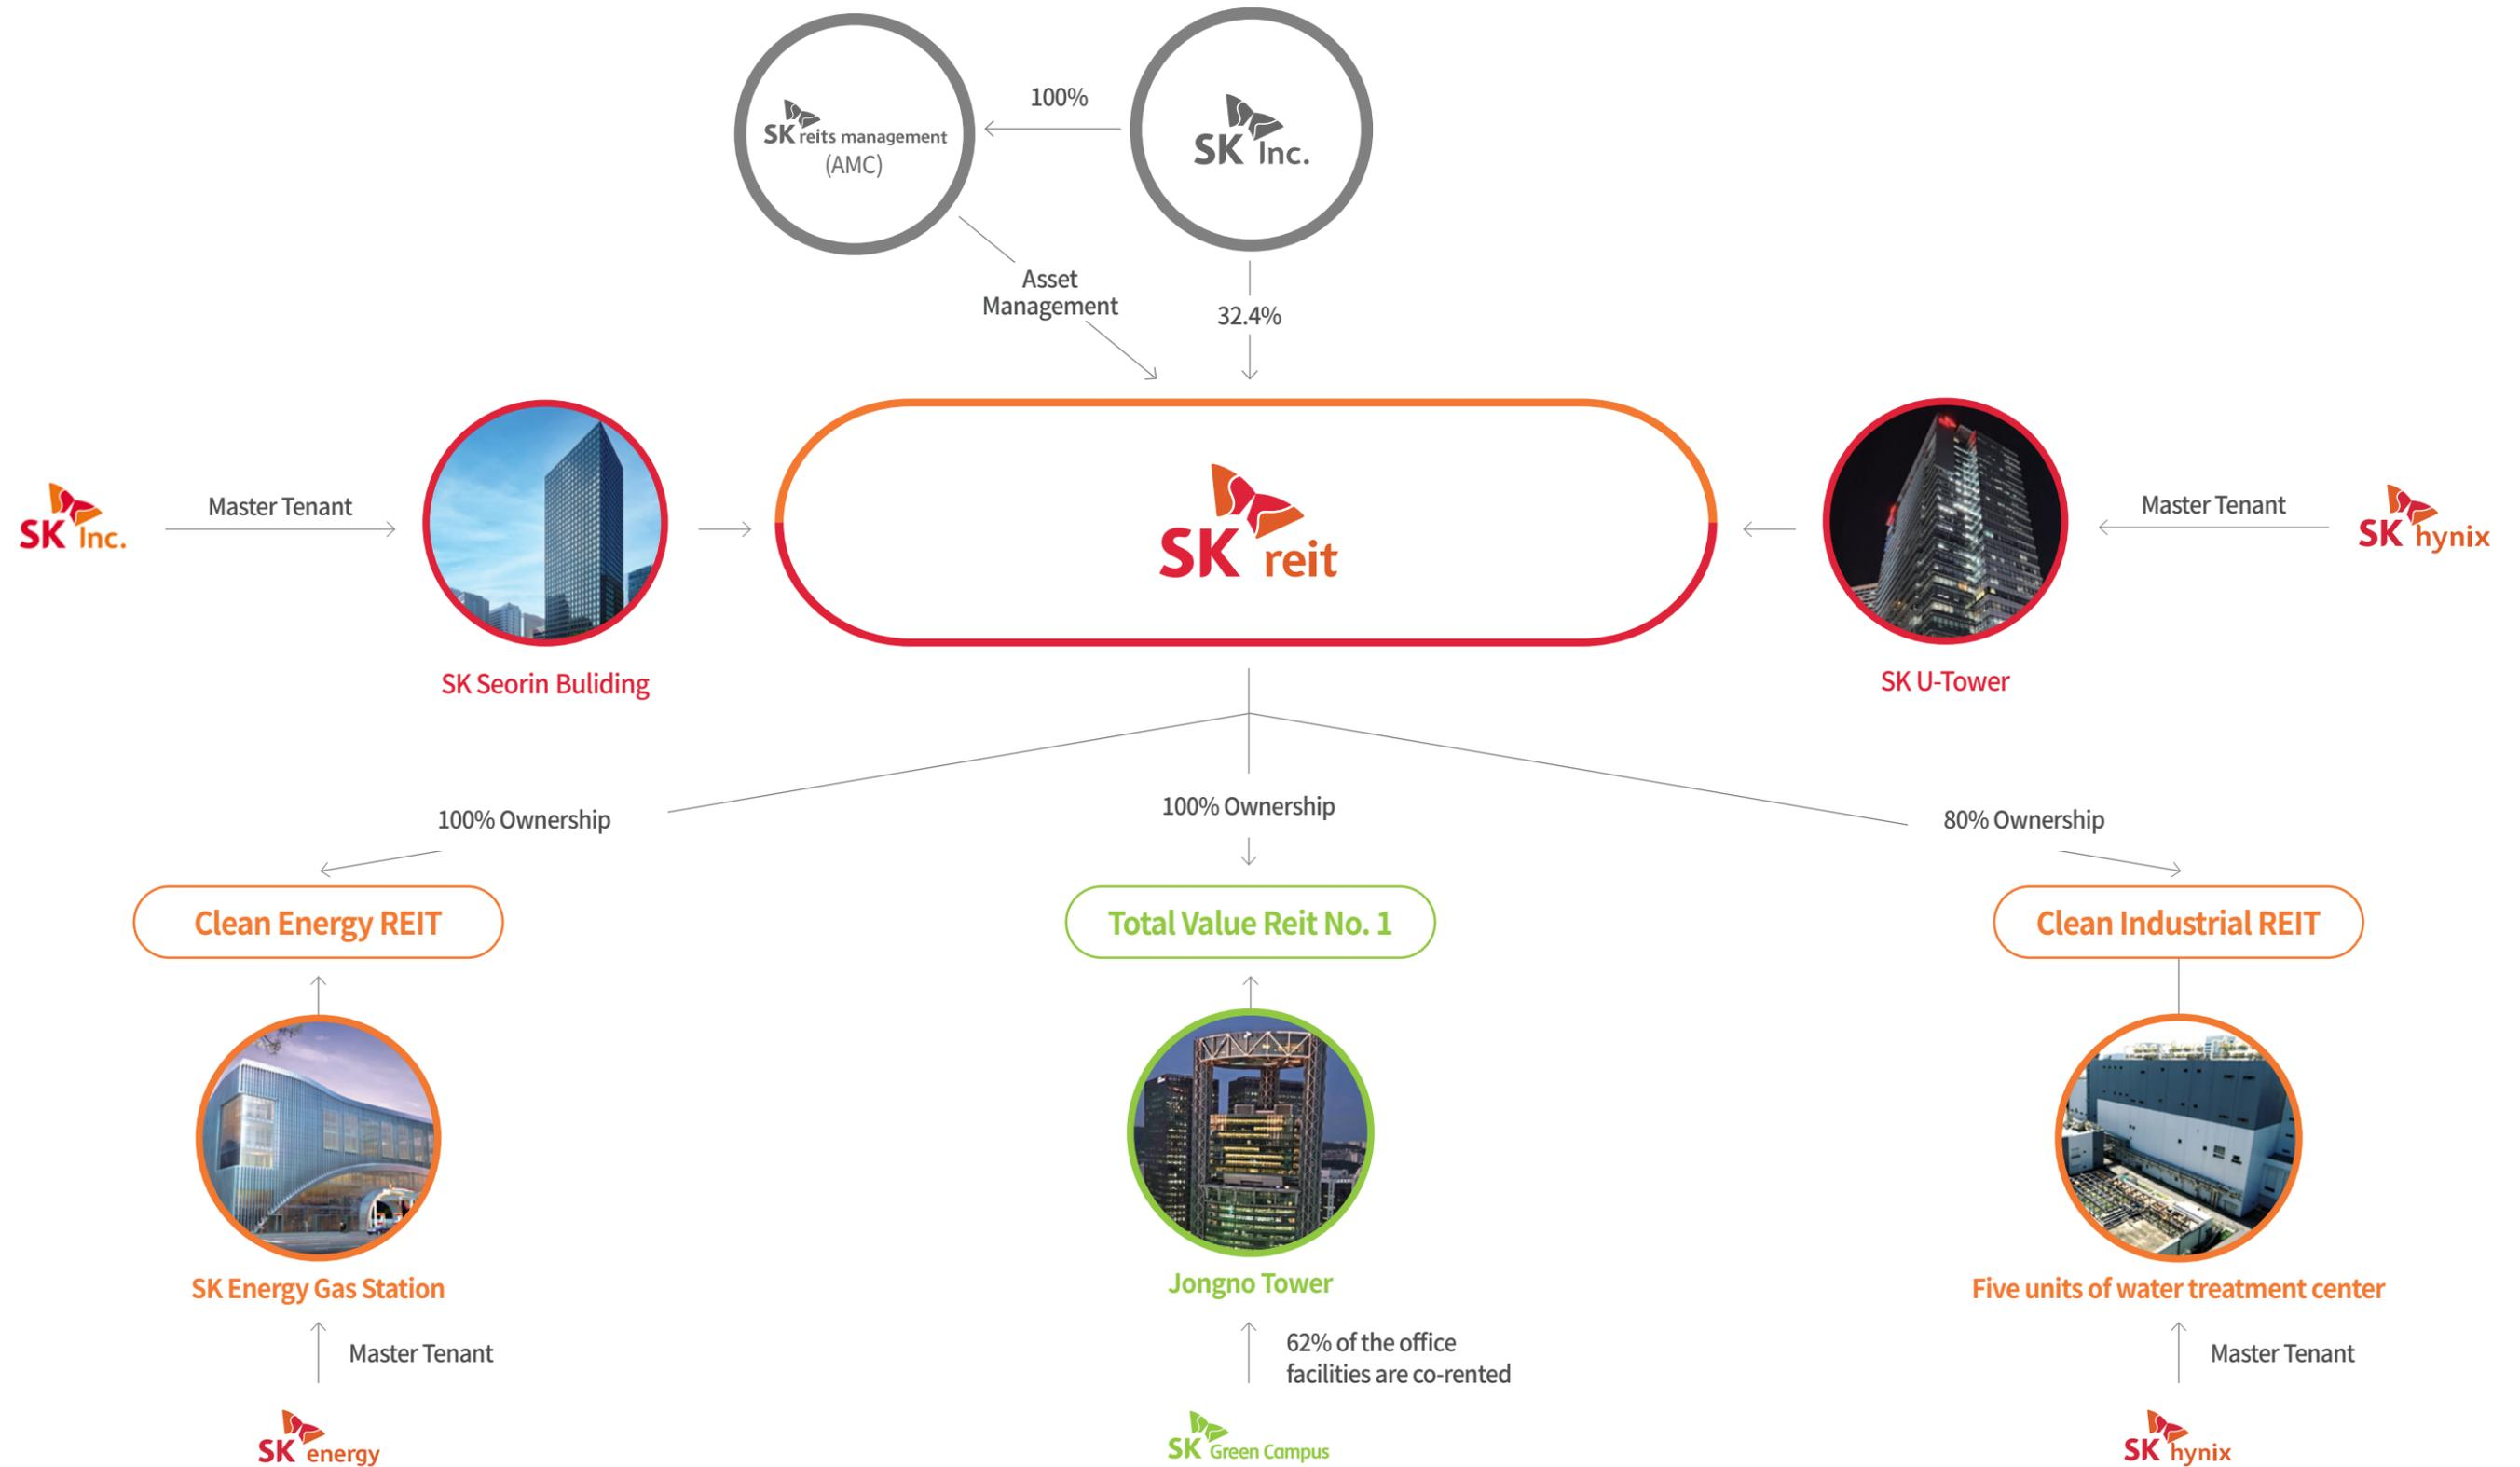 SK reits management
(AMC)
100%
SK Inc.
Asset
Management
32.4%
SK Inc.
Master Tenant
SK reit
Master Tenant
SK hynix
SK Seorin Buliding
SK U-Tower
100% Ownership
100% Ownership
80% Ownership
Clean Energy REIT
Total Value Reit No. 1
Clean Industrial REIT
SK Energy Gas Station
Jongno Tower
Five units of water treatment center
Master Tenant
62% of the office
facilities are co-rented
Master Tenant
SK energy
SK Green Campus
SK hynix